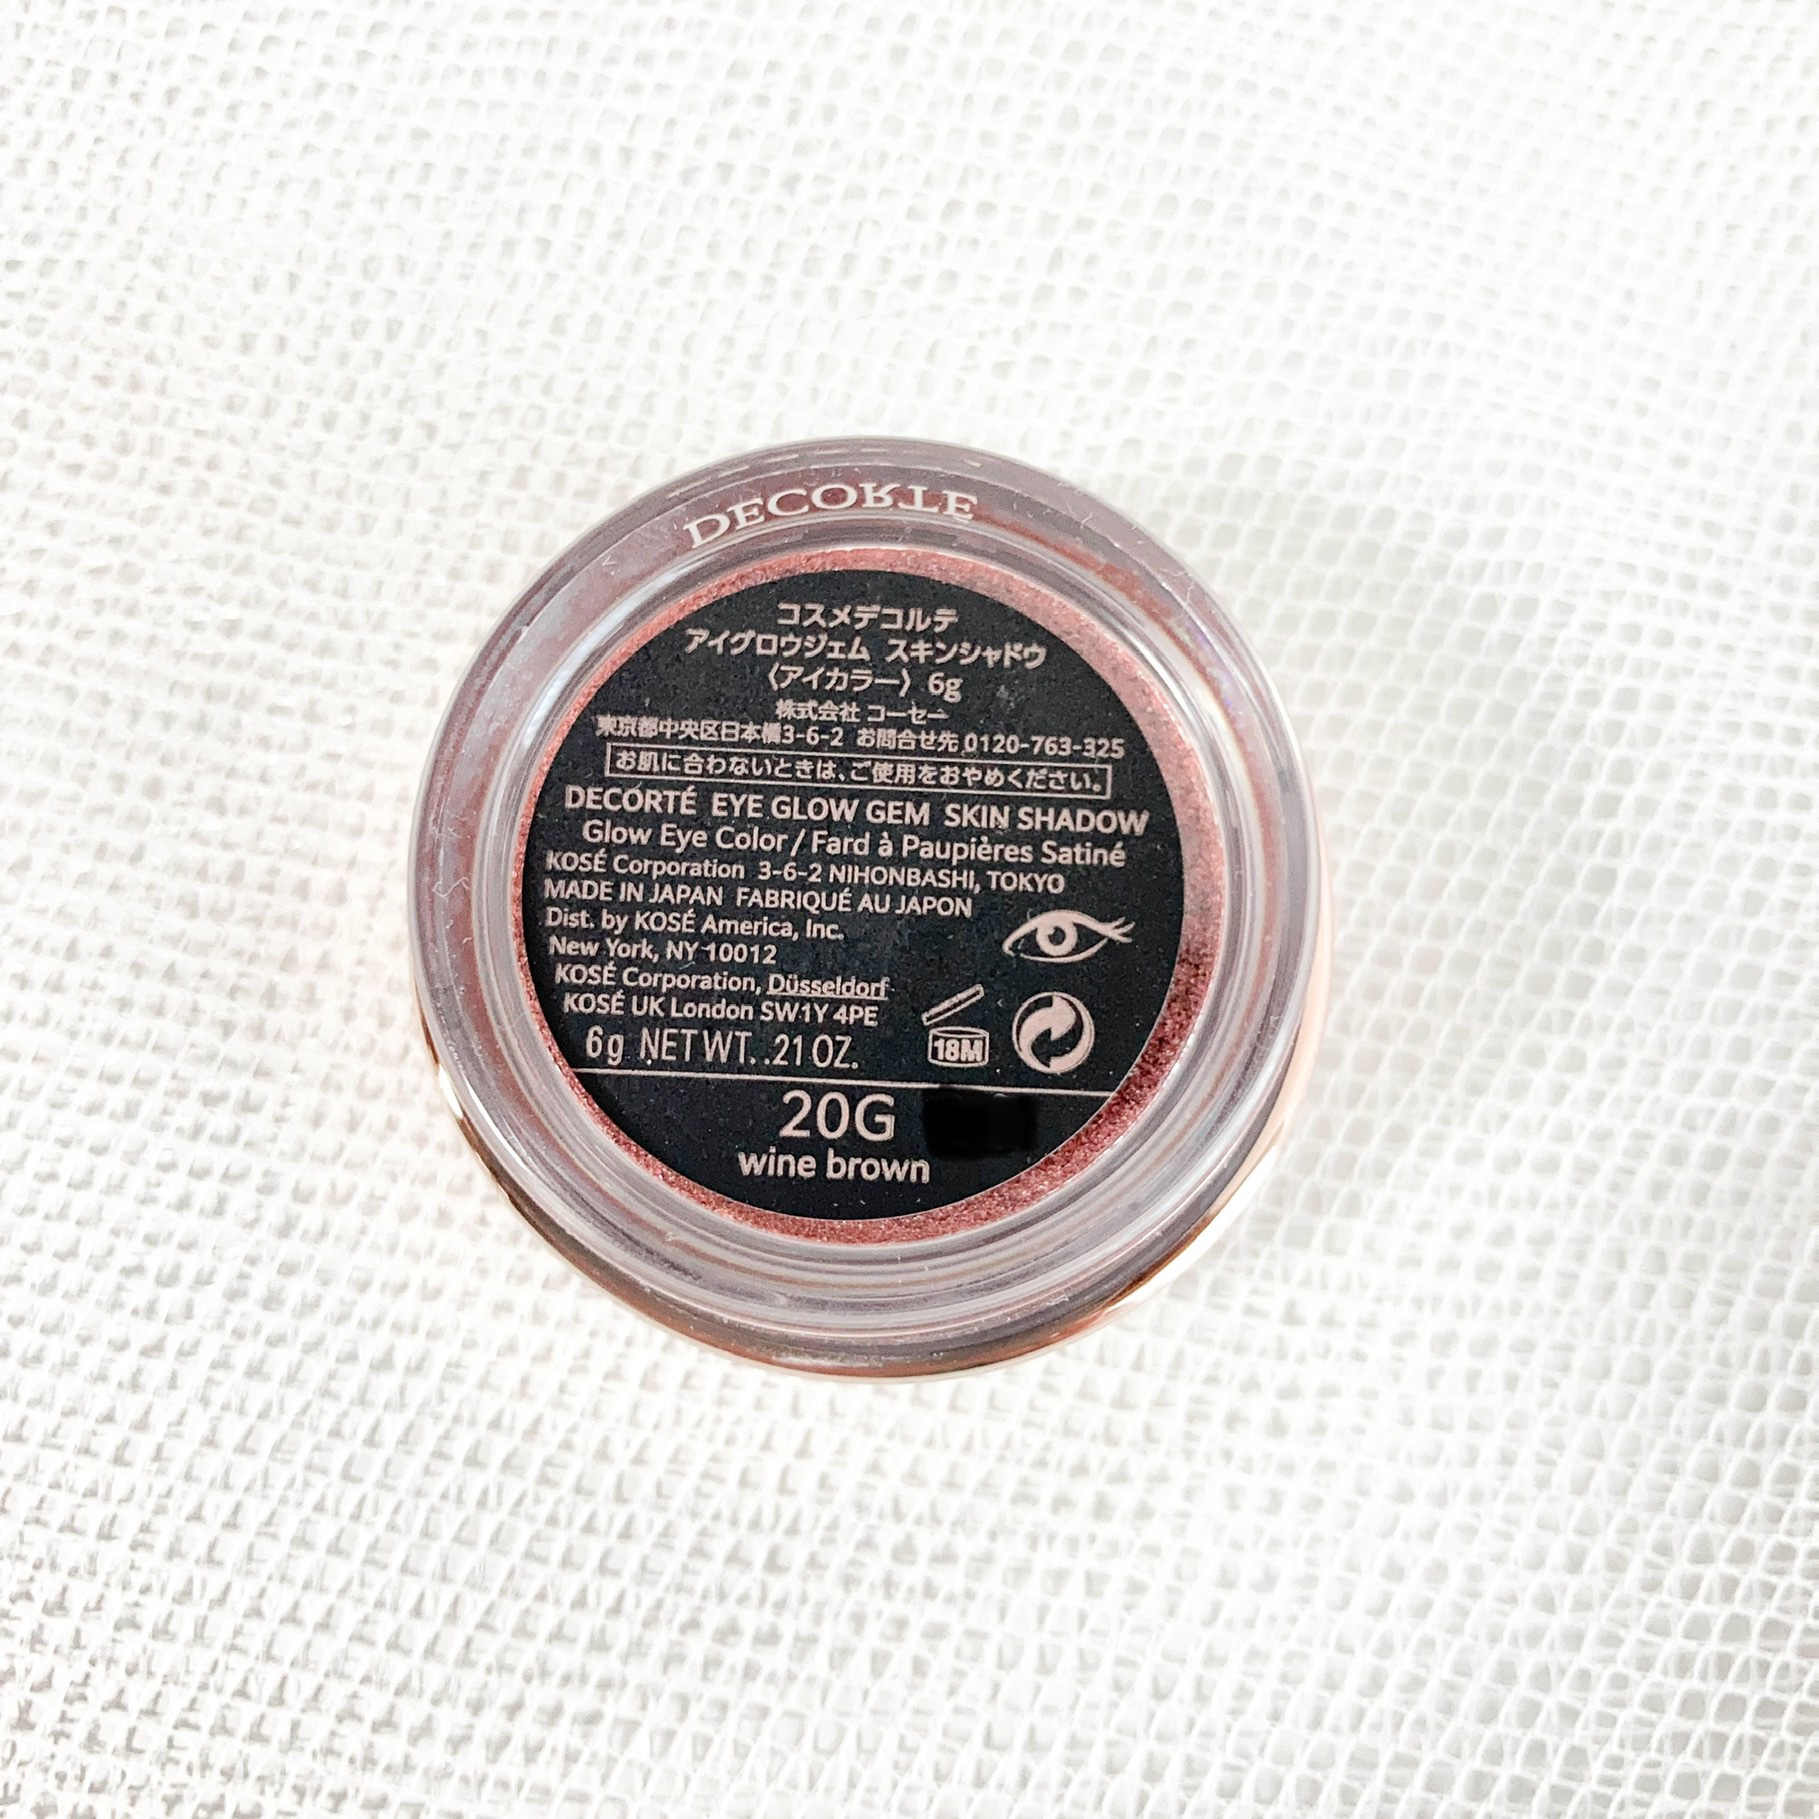 DECORTE
コスメデコルテ
アイグロウジェム スキンシャドウ
〈アイカラー〉 6g
株式会社 コーセー
東京都中央区日本橋3-6-2 お問合せ先 0120-763-325
お肌に合わないときは、ご使用をおやめください。
DECORTÉ EYE GLOW GEM SKIN SHADOW
Glow Eye Color / Fard à Paupières Satiné
KOSÉ Corporation 3-6-2 NIHONBASHI, TOKYO
MADE IN JAPAN FABRIQUÉ AU JAPON
Dist. by KOSÉ America, Inc.
New York, NY 10012
KOSÉ Corporation, Düsseldorf
KOSÉ UK London SW1Y 4PE
6g NET WT. .21 OZ.
18M
20G
wine brown